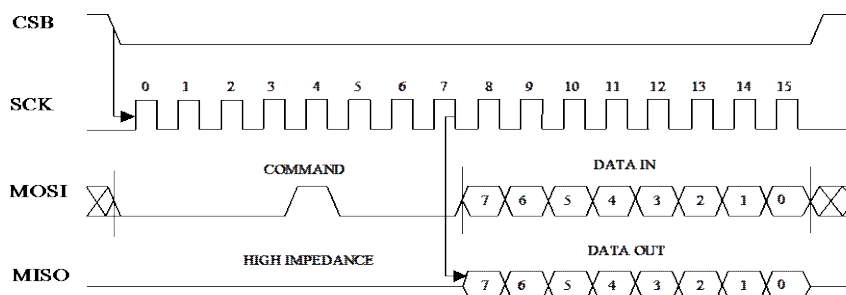 CSB
0 1 2 3 4 5 6 7 8 9 10 11 12 13 14 15
SCK
COMMAND DATA IN
MOSI 7 6 5 4 3 2 1 0
HIGH IMPEDANCE DATA OUT
MISO 7 6 5 4 3 2 1 0